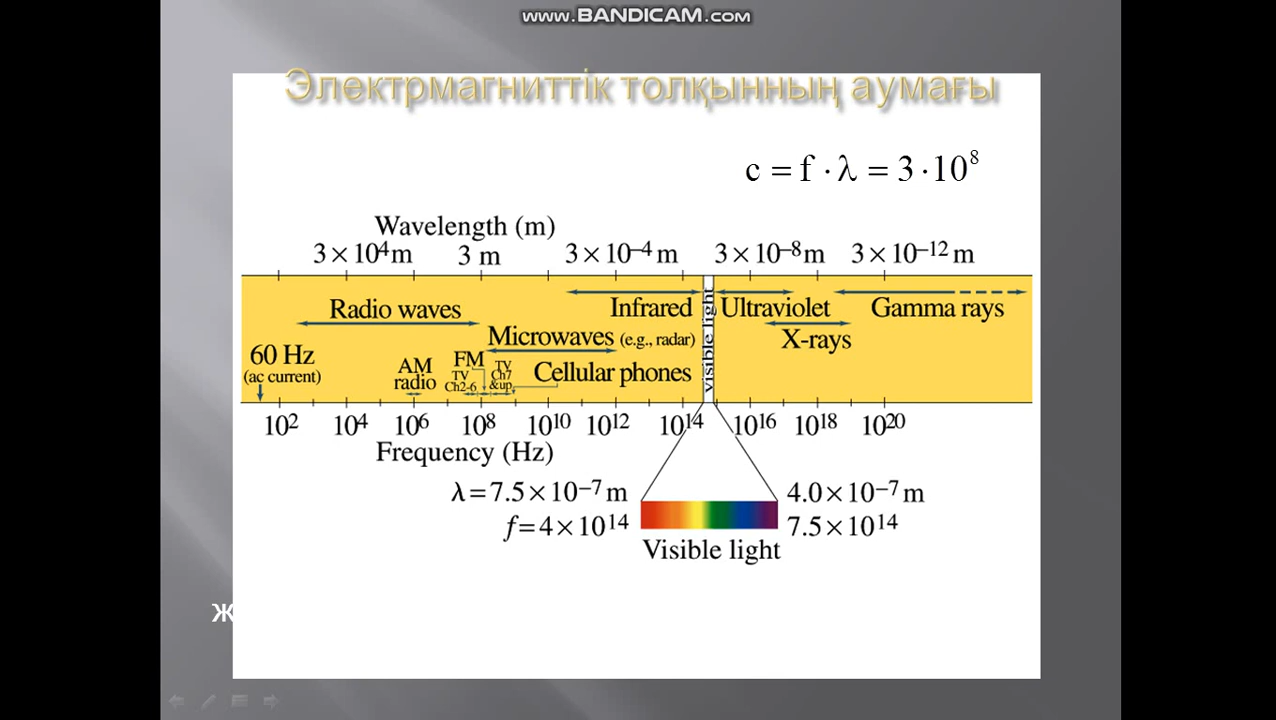 www.BANDICAM.com
Электрмагниттік толқынның аумағы
c = f · λ = 3 · 10⁸
Wavelength (m)
3 × 10⁴ m 3 m 3 × 10⁻⁴ m 3 × 10⁻⁸ m 3 × 10⁻¹² m
Radio waves Infrared Ultraviolet Gamma rays
Microwaves (e.g., radar) visible light X-rays
60 Hz
(ac current)
AM
radio
FM
TV
Ch2-6
TV
Ch7
&up
Cellular phones
10² 10⁴ 10⁶ 10⁸ 10¹⁰ 10¹² 10¹⁴ 10¹⁶ 10¹⁸ 10²⁰
Frequency (Hz)
λ=7.5×10⁻⁷ m 4.0×10⁻⁷ m
f=4×10¹⁴ 7.5×10¹⁴
Visible light
Ж